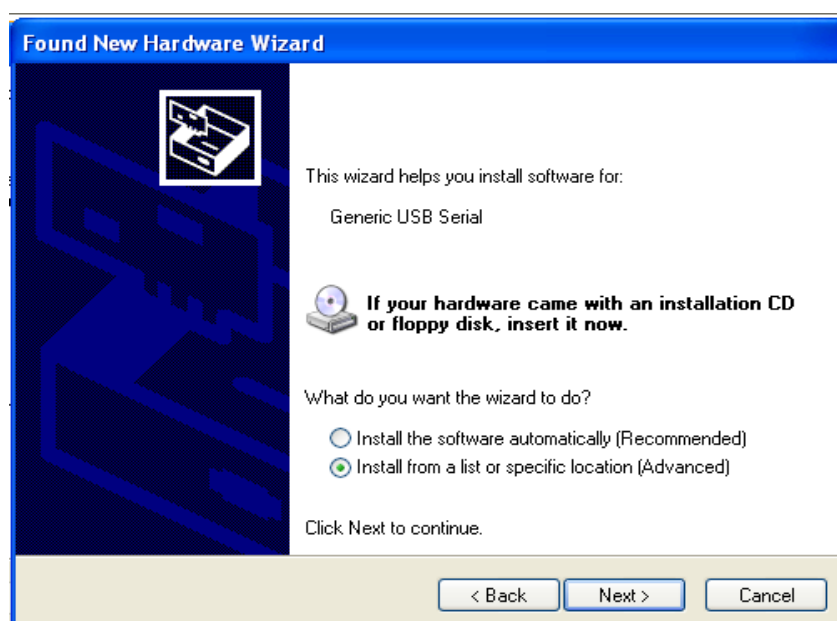 Found New Hardware Wizard
This wizard helps you install software for:
Generic USB Serial
If your hardware came with an installation CD
or floppy disk, insert it now.
What do you want the wizard to do?
Install the software automatically (Recommended)
Install from a list or specific location (Advanced)
Click Next to continue.
< Back
Next >
Cancel